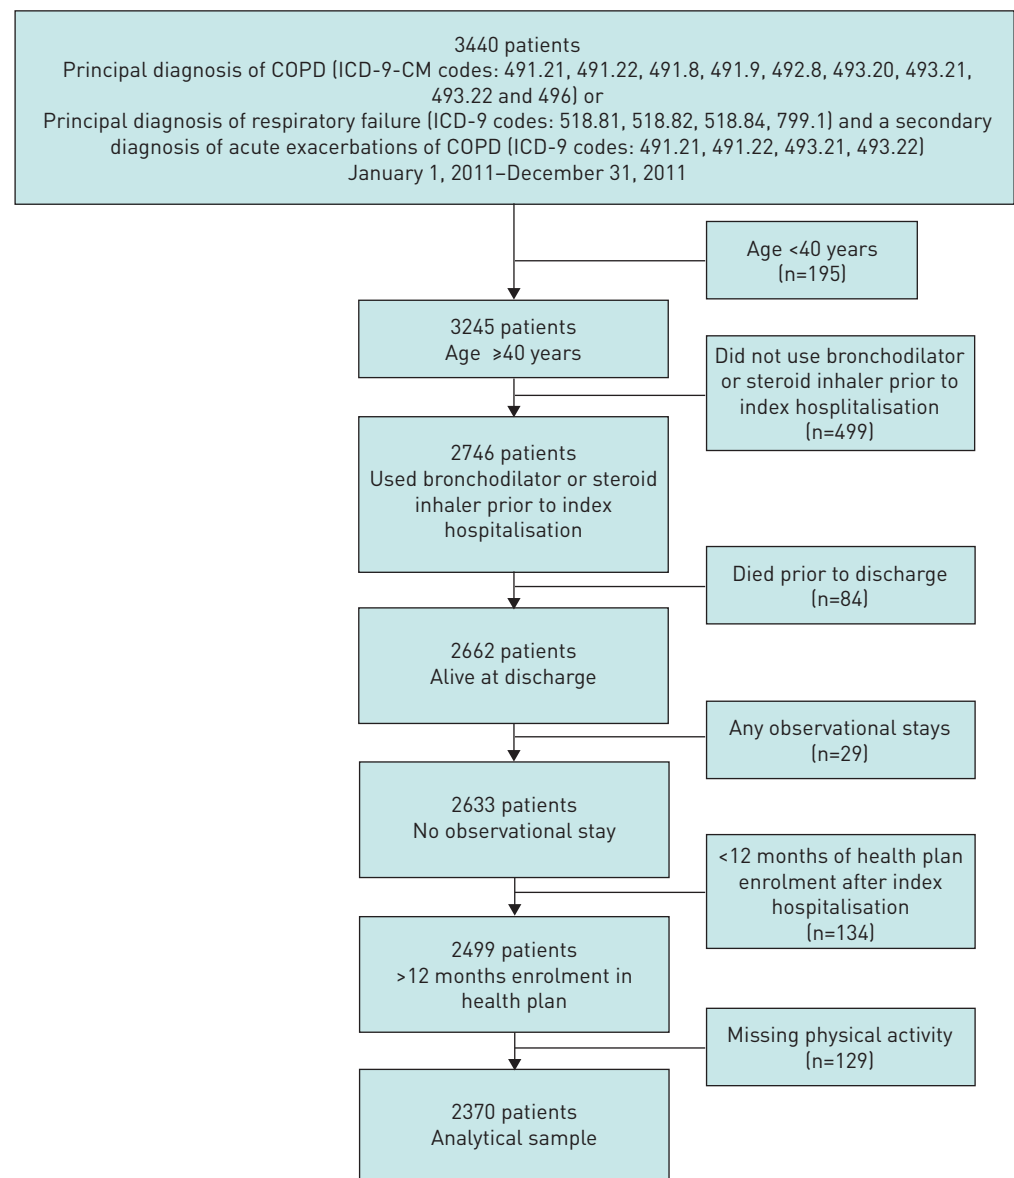 3440 patients
Principal diagnosis of COPD (ICD-9-CM codes: 491.21, 491.22, 491.8, 491.9, 492.8, 493.20, 493.21,
493.22 and 496) or
Principal diagnosis of respiratory failure (ICD-9 codes: 518.81, 518.82, 518.84, 799.1) and a secondary
diagnosis of acute exacerbations of COPD (ICD-9 codes: 491.21, 491.22, 493.21, 493.22)
January 1, 2011–December 31, 2011
Age <40 years
(n=195)
3245 patients
Age ≥40 years
Did not use bronchodilator
or steroid inhaler prior to
index hosplitalisation
(n=499)
2746 patients
Used bronchodilator or steroid
inhaler prior to index
hospitalisation
Died prior to discharge
(n=84)
2662 patients
Alive at discharge
Any observational stays
(n=29)
2633 patients
No observational stay
<12 months of health plan
enrolment after index
hospitalisation
(n=134)
2499 patients
>12 months enrolment in
health plan
Missing physical activity
(n=129)
2370 patients
Analytical sample